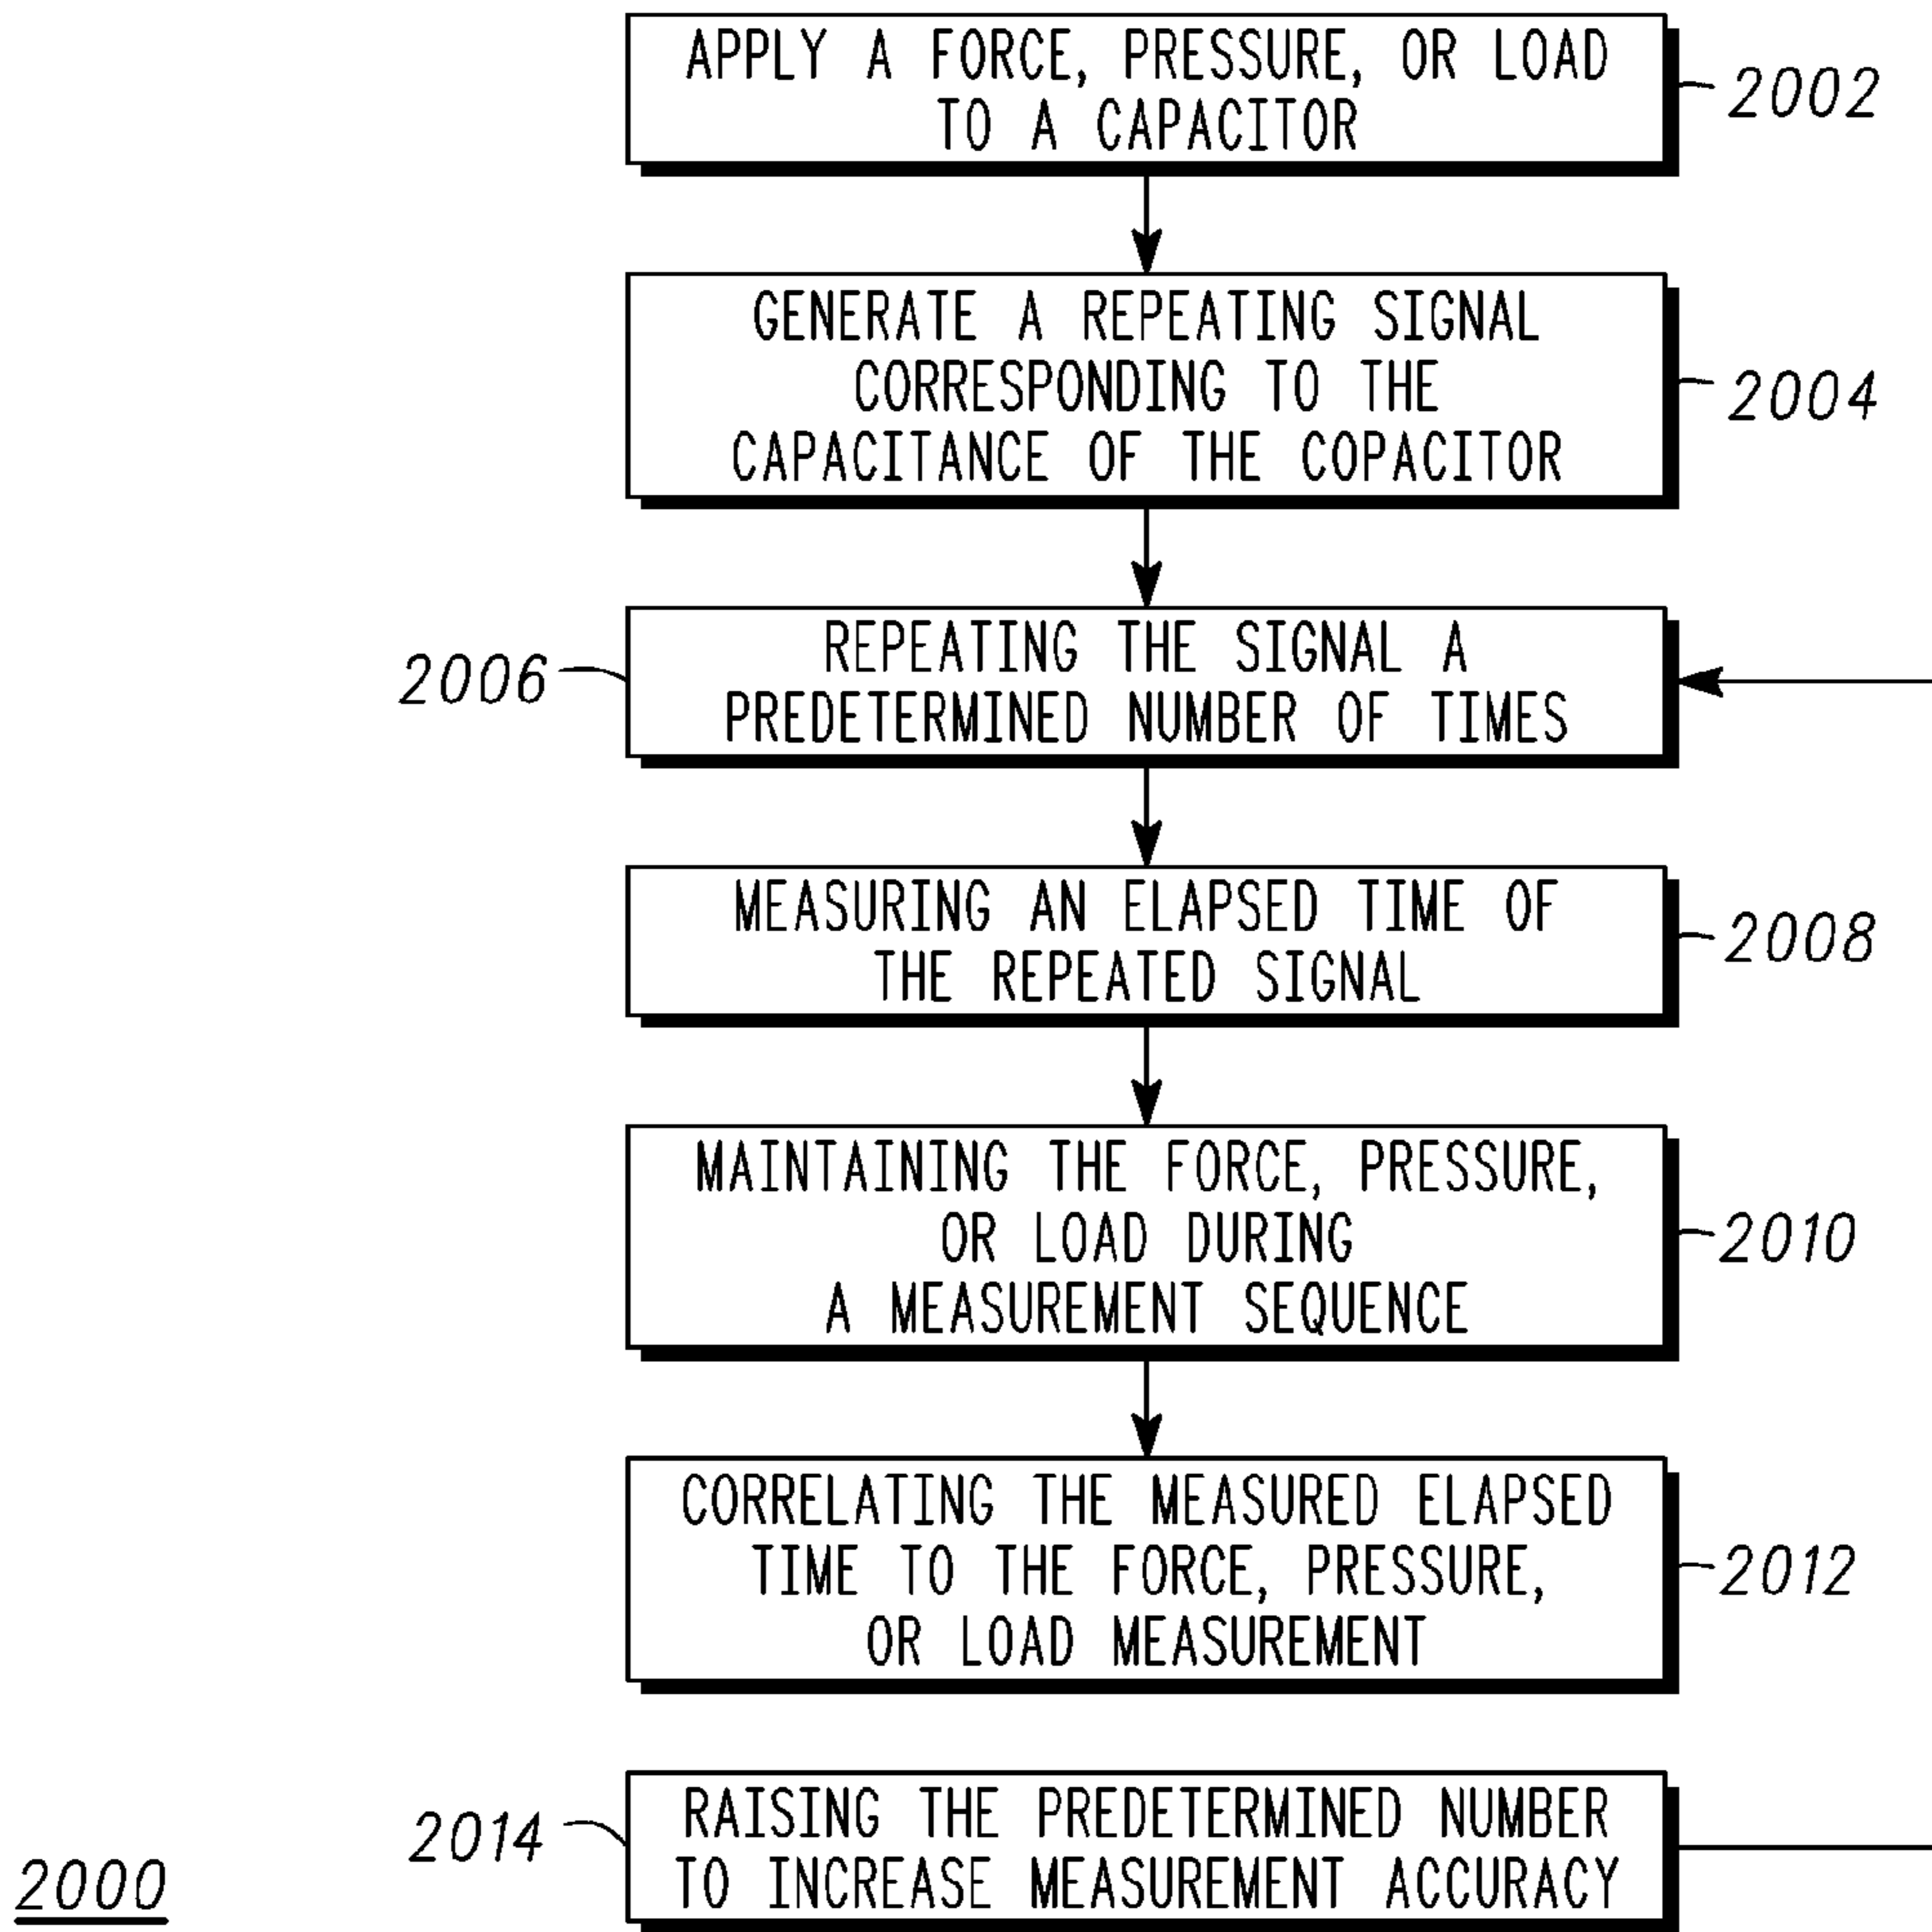 APPLY A FORCE, PRESSURE, OR LOAD
TO A CAPACITOR
2002
GENERATE A REPEATING SIGNAL
CORRESPONDING TO THE
CAPACITANCE OF THE COPACITOR
2004
REPEATING THE SIGNAL A
PREDETERMINED NUMBER OF TIMES
2006
MEASURING AN ELAPSED TIME OF
THE REPEATED SIGNAL
2008
MAINTAINING THE FORCE, PRESSURE,
OR LOAD DURING
A MEASUREMENT SEQUENCE
2010
CORRELATING THE MEASURED ELAPSED
TIME TO THE FORCE, PRESSURE,
OR LOAD MEASUREMENT
2012
RAISING THE PREDETERMINED NUMBER
TO INCREASE MEASUREMENT ACCURACY
2014
2000